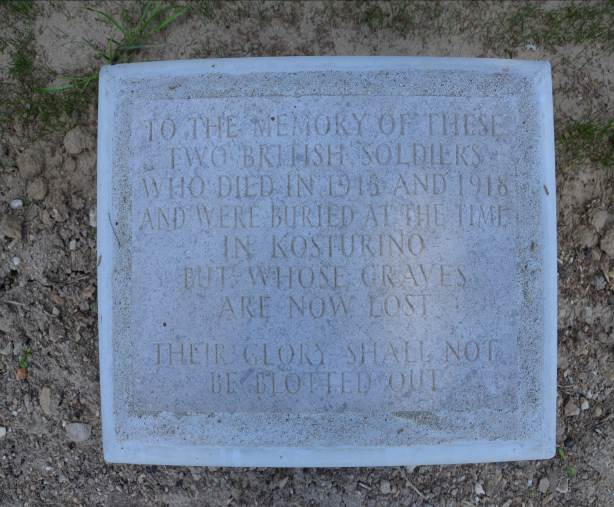 TO THE MEMORY OF THESE
TWO BRITISH SOLDIERS
WHO DIED IN 1915 AND 1918
AND WERE BURIED AT THE TIME
IN KOSTURINO
BUT WHOSE GRAVES
ARE NOW LOST
THEIR GLORY SHALL NOT
BE BLOTTED OUT